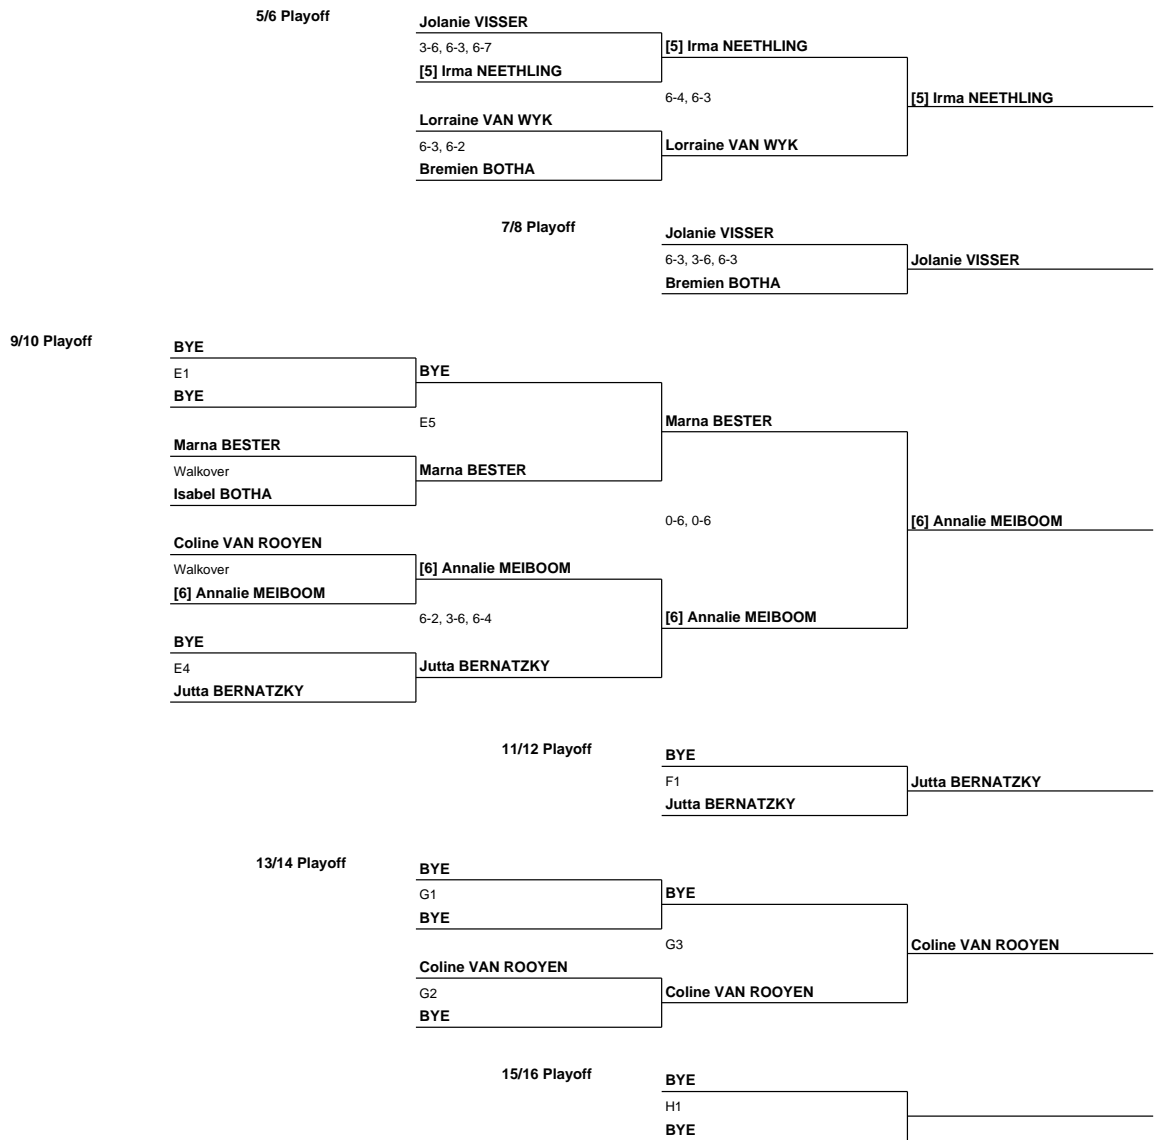 5/6 Playoff
Jolanie VISSER
3-6, 6-3, 6-7
[5] Irma NEETHLING
[5] Irma NEETHLING
6-4, 6-3
[5] Irma NEETHLING
Lorraine VAN WYK
6-3, 6-2
Lorraine VAN WYK
Bremien BOTHA
7/8 Playoff
Jolanie VISSER
6-3, 3-6, 6-3
Jolanie VISSER
Bremien BOTHA
9/10 Playoff
BYE
E1
BYE
BYE
E5
Marna BESTER
Marna BESTER
Walkover
Marna BESTER
Isabel BOTHA
0-6, 0-6
[6] Annalie MEIBOOM
Coline VAN ROOYEN
Walkover
[6] Annalie MEIBOOM
[6] Annalie MEIBOOM
6-2, 3-6, 6-4
[6] Annalie MEIBOOM
BYE
E4
Jutta BERNATZKY
Jutta BERNATZKY
11/12 Playoff
BYE
F1
Jutta BERNATZKY
Jutta BERNATZKY
13/14 Playoff
BYE
G1
BYE
BYE
G3
Coline VAN ROOYEN
Coline VAN ROOYEN
G2
Coline VAN ROOYEN
BYE
15/16 Playoff
BYE
H1
BYE